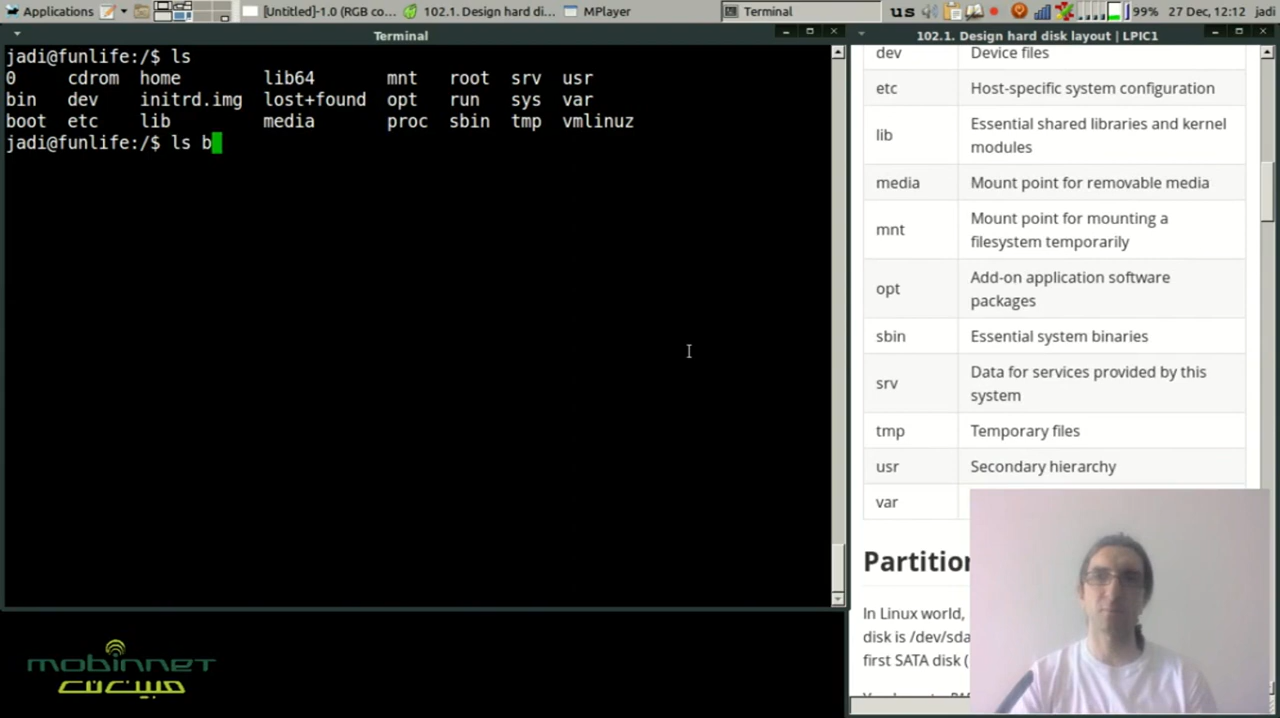 Applications
[Untitled]-1.0 (RGB co...
102.1. Design hard di...
MPlayer
Terminal
us
99%
27 Dec, 12:12
jadi
Terminal
jadi@funlife:/$ ls
0 cdrom home lib64 mnt root srv usr
bin dev initrd.img lost+found opt run sys var
boot etc lib media proc sbin tmp vmlinuz
jadi@funlife:/$ ls b
mobinnet
مبین نت
102.1. Design hard disk layout | LPIC1
dev Device files
etc Host-specific system configuration
lib Essential shared libraries and kernel
modules
media Mount point for removable media
mnt Mount point for mounting a
filesystem temporarily
opt Add-on application software
packages
sbin Essential system binaries
srv Data for services provided by this
system
tmp Temporary files
usr Secondary hierarchy
var
Partition
In Linux world,
disk is /dev/sda
first SATA disk (